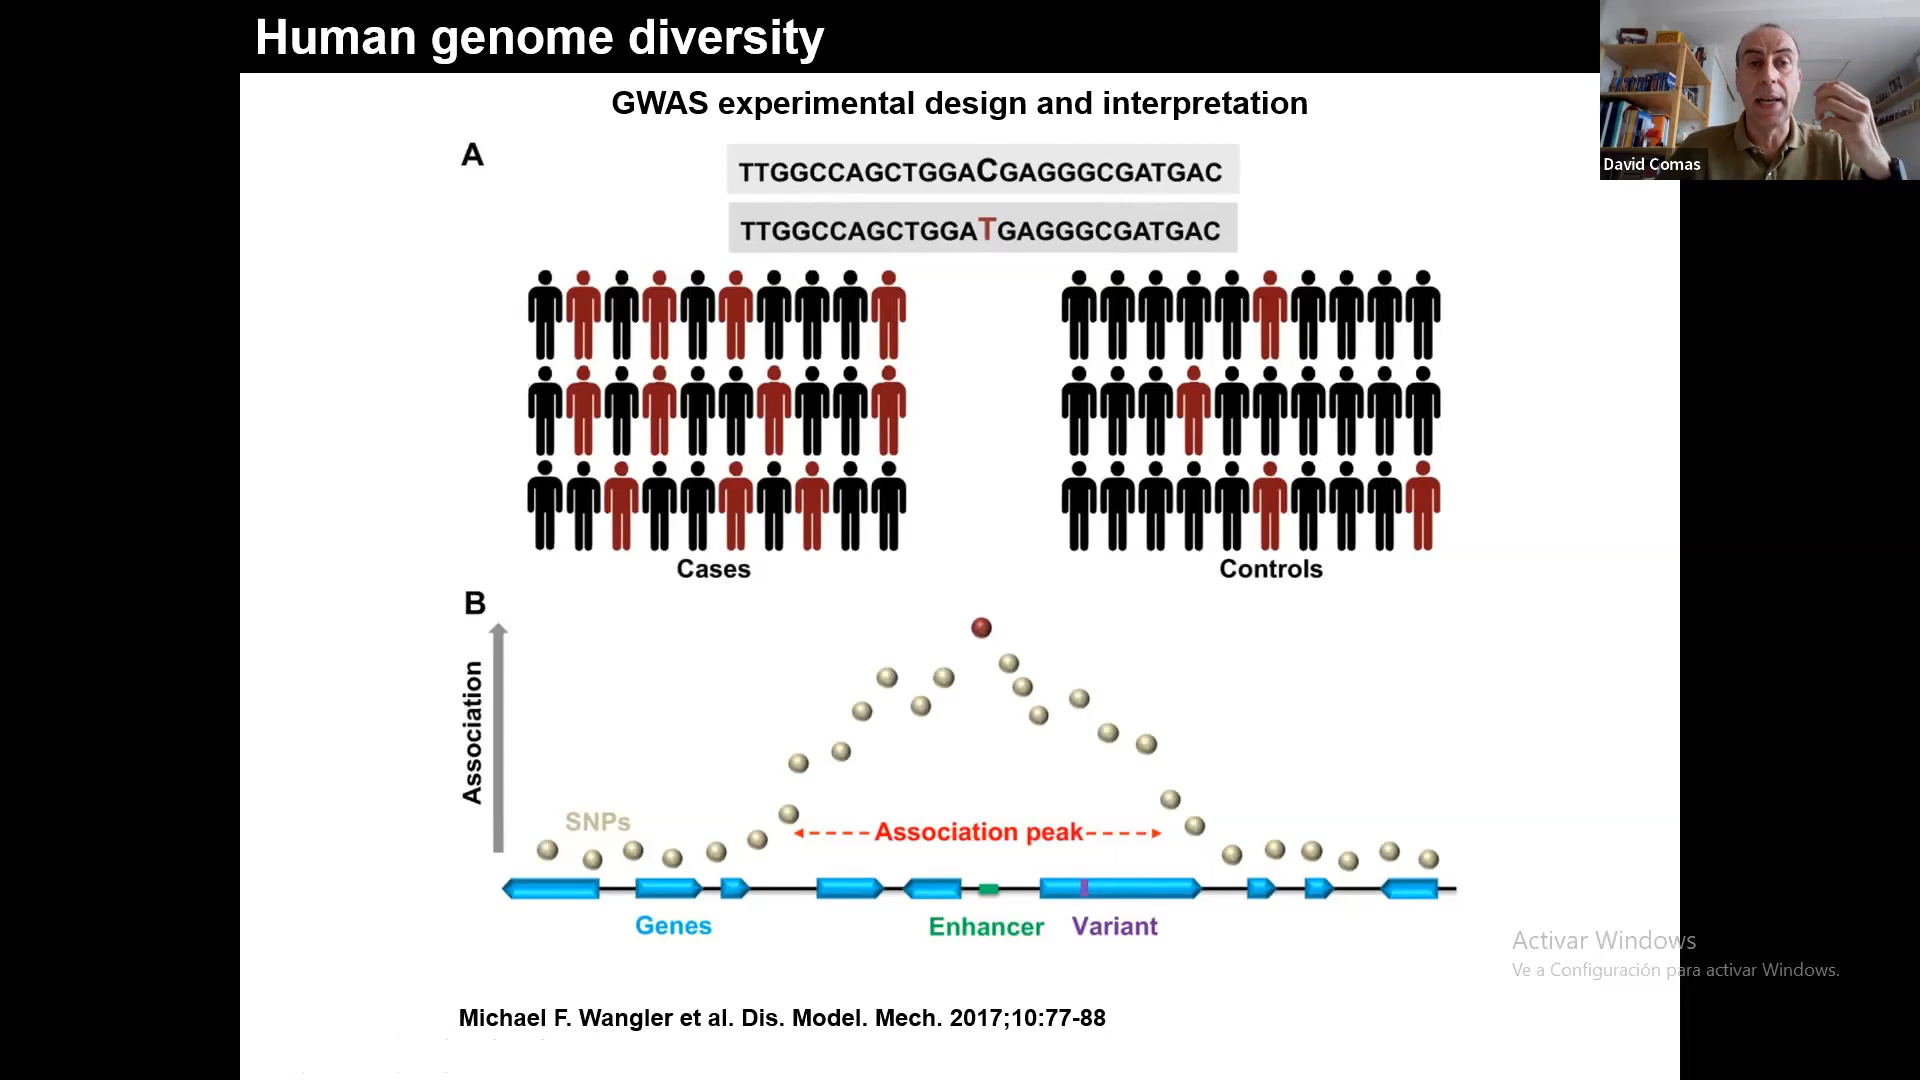 Human genome diversity
GWAS experimental design and interpretation
David Comas
A
TTGGCCAGCTGGACGAGGGCGATGAC
TTGGCCAGCTGGATGAGGGCGATGAC
Cases
Controls
B
Association
SNPs
Association peak
Genes
Enhancer
Variant
Activar Windows
Ve a Configuración para activar Windows.
Michael F. Wangler et al. Dis. Model. Mech. 2017;10:77-88